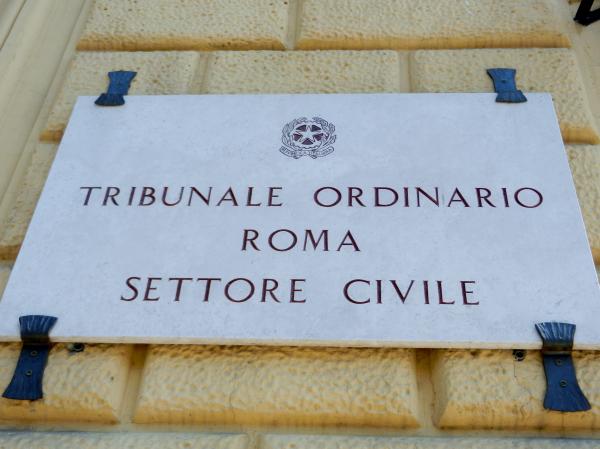 TRIBUNALE ORDINARIO
ROMA
SETTORE CIVILE